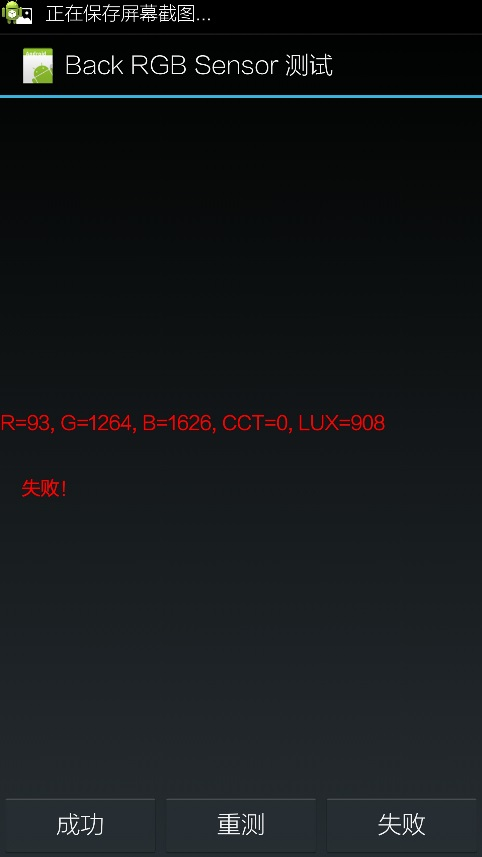 正在保存屏幕截图...
Back RGB Sensor 测试
R=93, G=1264, B=1626, CCT=0, LUX=908
失败!
成功
重测
失败